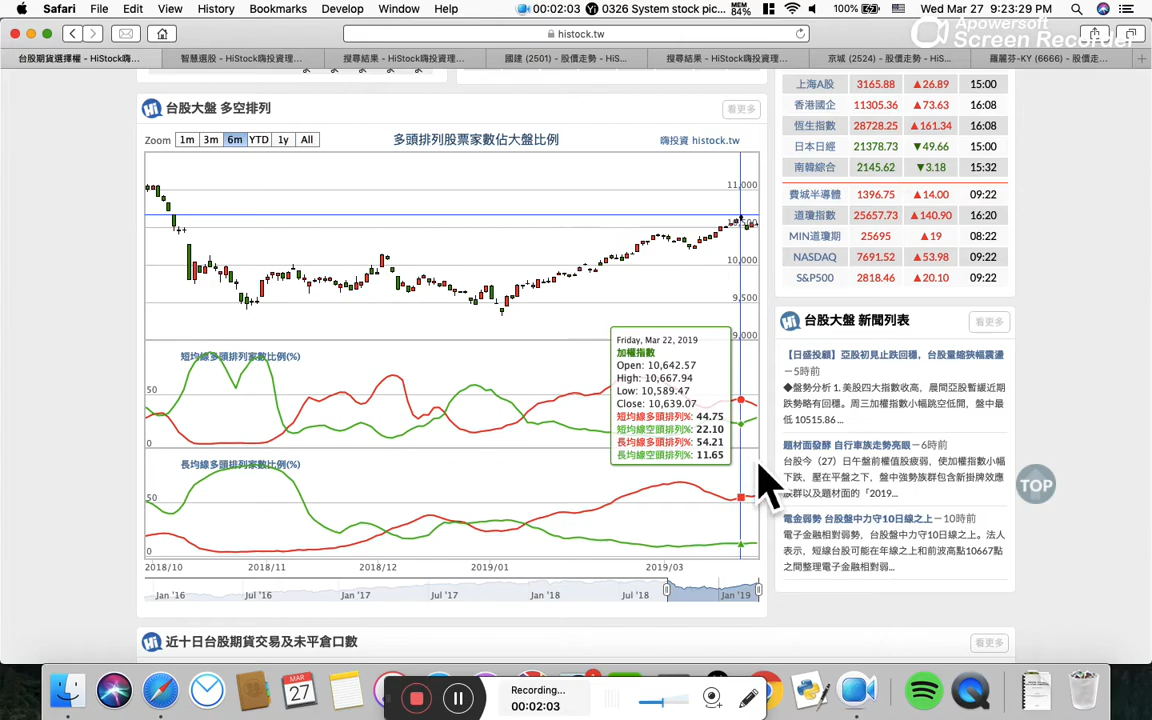 Safari File Edit View History Bookmarks Develop Window Help 00:02:03 0326 System stock pic... MEM 84% 100% Wed Mar 27 9:23:29 PM
Apowersoft
Screen Recorder
histock.tw
台股期貨選擇權 - HiStock嗨... 智慧選股 - HiStock嗨投資理... 搜尋結果 - HiStock嗨投資理... 國建 (2501) - 股價走勢 - HiS... 搜尋結果 - HiStock嗨投資理... 京城 (2524) - 股價走勢 - HiS... 羅麗芬-KY (6666) - 股價走...
Hi 台股大盤 多空排列 看更多
Zoom 1m 3m 6m YTD 1y All 多頭排列股票家數佔大盤比例 嗨投資 histock.tw
11,000
10,500
10,000
9,500
9,000
短均線多頭排列家數比例(%)
50
0
長均線多頭排列家數比例(%)
50
0
Friday, Mar 22, 2019
加權指數
Open: 10,642.57
High: 10,667.94
Low: 10,589.47
Close: 10,639.07
短均線多頭排列%: 44.75
短均線空頭排列%: 22.10
長均線多頭排列%: 54.21
長均線空頭排列%: 11.65
2018/10 2018/11 2018/12 2019/01 2019/03
Jan '16 Jul '16 Jan '17 Jul '17 Jan '18 Jul '18 Jan '19
Hi 近十日台股期貨交易及未平倉口數 看更多
上海A股 3165.88 ▲26.89 15:00
香港國企 11305.36 ▲73.63 16:08
恆生指數 28728.25 ▲161.34 16:08
日本日經 21378.73 ▼49.66 15:00
南韓綜合 2145.62 ▼3.18 15:32
費城半導體 1396.75 ▲14.00 09:22
道瓊指數 25657.73 ▲140.90 16:20
MINI道瓊期 25695 ▲19 08:22
NASDAQ 7691.52 ▲53.98 09:22
S&P500 2818.46 ▲20.10 09:22
Hi 台股大盤 新聞列表 看更多
【日盛投顧】亞股初見止跌回穩，台股量縮狹幅震盪
－5時前
◆盤勢分析 1. 美股四大指數收高，晨間亞股暫緩近期
跌勢略有回穩。周三加權指數小幅跳空低開，盤中最
低 10515.86 ...
題材面發酵 自行車族走勢亮眼－6時前
台股今（27）日午盤前權值股疲弱，使加權指數小幅
下跌，壓在平盤之下，盤中強勢族群包含新掛牌效應
族群以及題材面的「2019...
電金弱勢 台股盤中力守10日線之上－10時前
電子金融相對弱勢，台股盤中力守10日線之上。法人
表示，短線台股可能在年線之上和前波高點10667點
之間整理電子金融相對弱...
TOP
MAR
27
Recording...
00:02:03